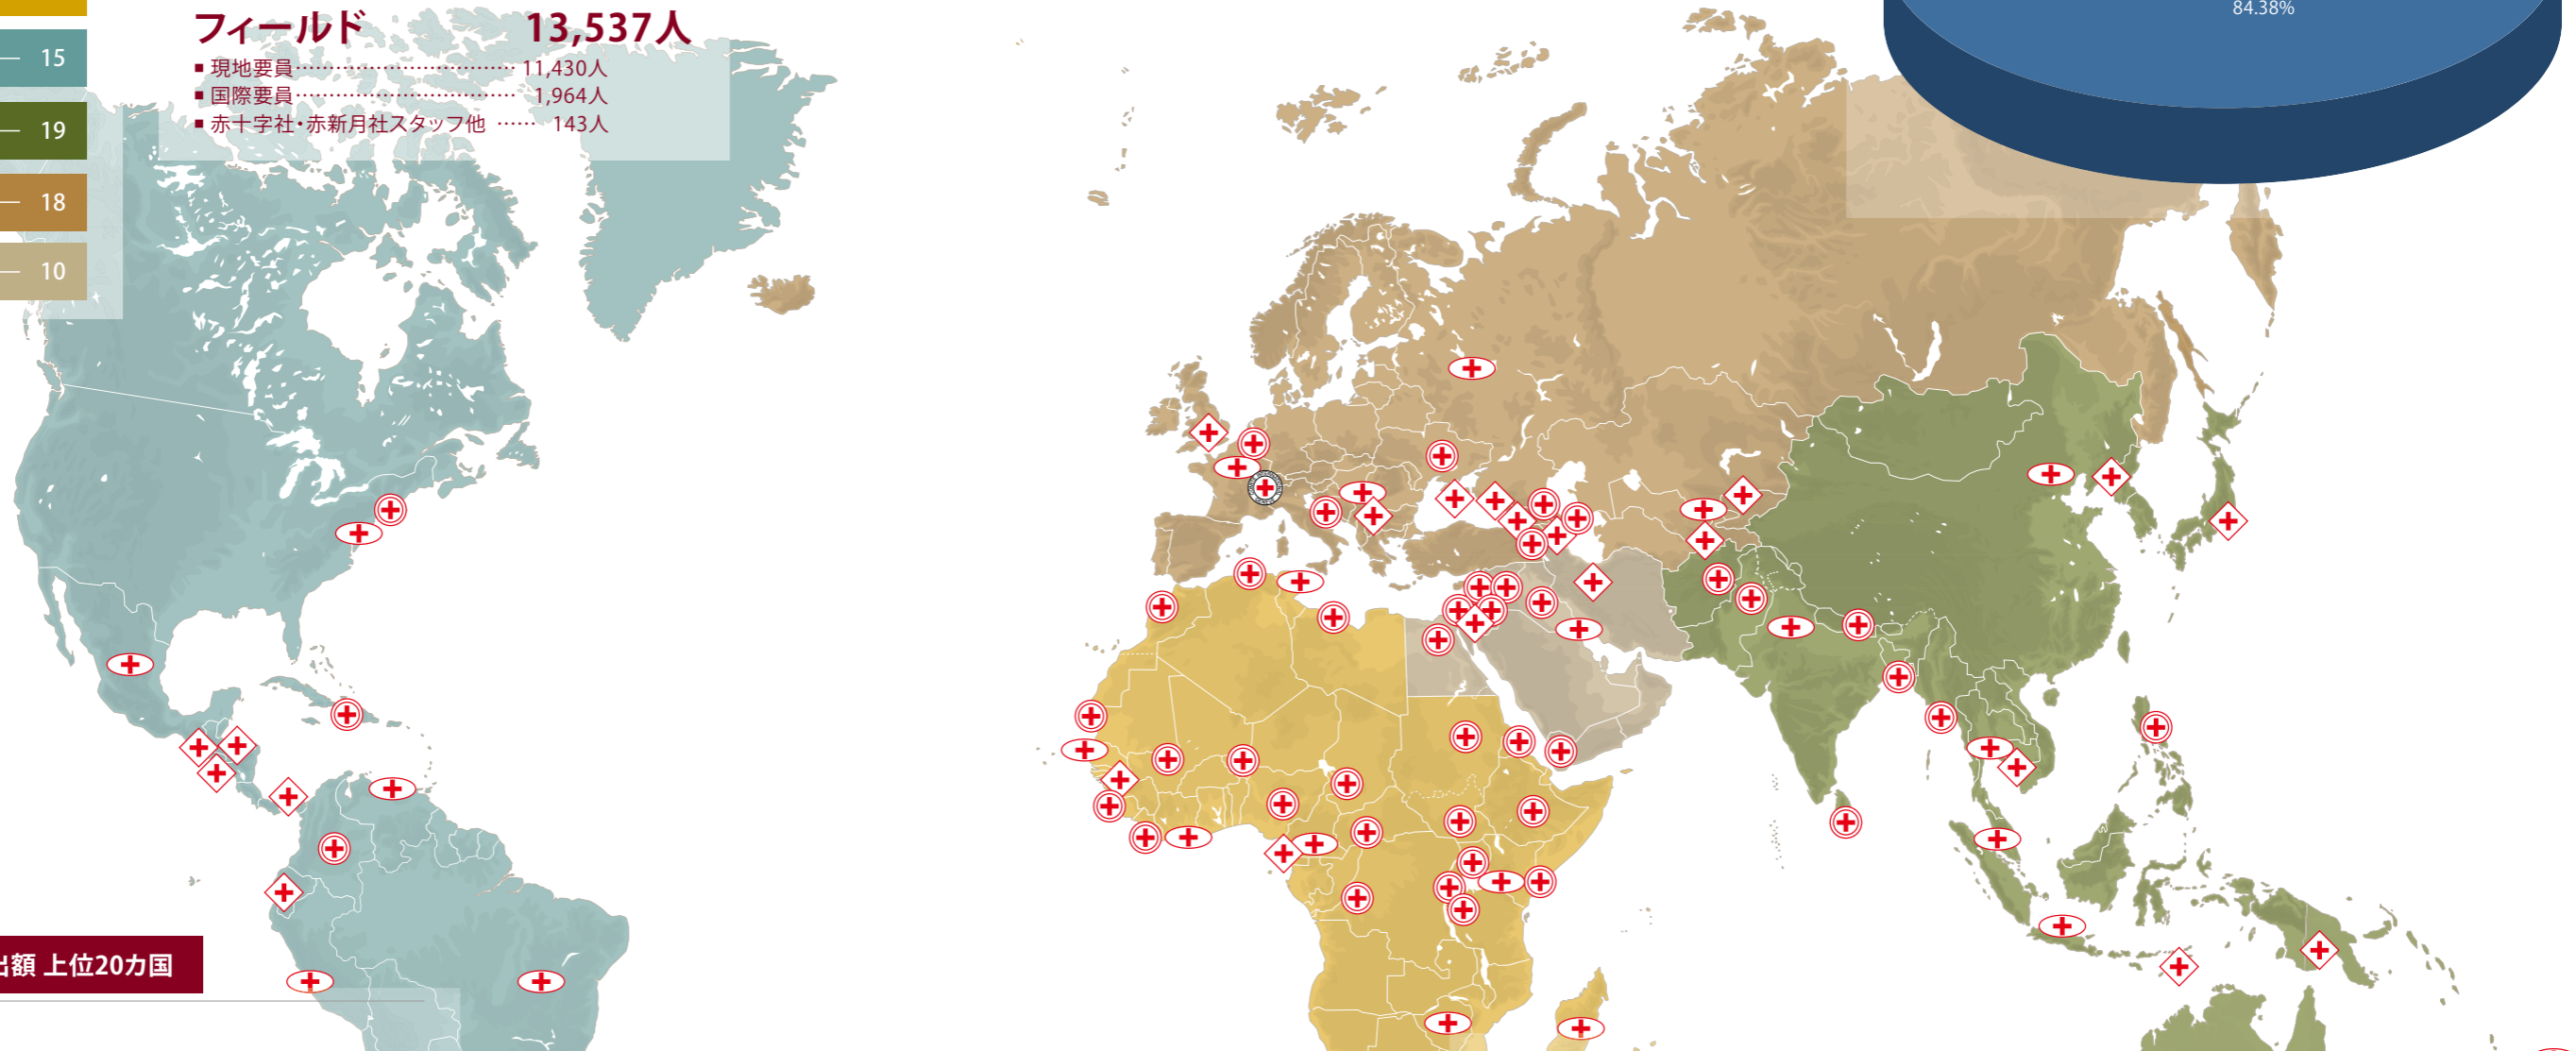 84.38%
フィールド 13,537人
■ 現地要員 …………………………… 11,430人
■ 国際要員 …………………………… 1,964人
■ 赤十字社・赤新月社スタッフ他 …… 143人
15
19
18
10
出額 上位20カ国